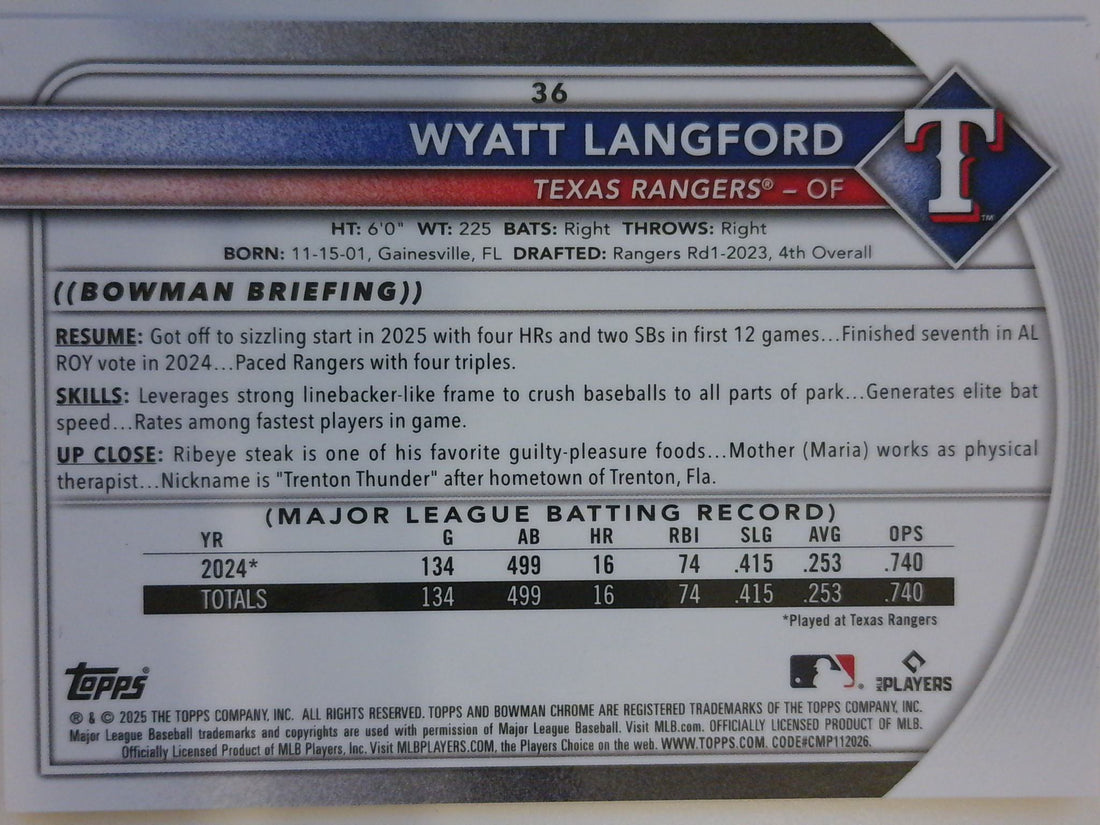 36
WYATT LANGFORD
TEXAS RANGERS® – OF
T™
HT: 6'0" WT: 225 BATS: Right THROWS: Right
BORN: 11-15-01, Gainesville, FL DRAFTED: Rangers Rd1-2023, 4th Overall
((BOWMAN BRIEFING))
RESUME: Got off to sizzling start in 2025 with four HRs and two SBs in first 12 games...Finished seventh in AL
ROY vote in 2024...Paced Rangers with four triples.
SKILLS: Leverages strong linebacker-like frame to crush baseballs to all parts of park...Generates elite bat
speed...Rates among fastest players in game.
UP CLOSE: Ribeye steak is one of his favorite guilty-pleasure foods...Mother (Maria) works as physical
therapist...Nickname is "Trenton Thunder" after hometown of Trenton, Fla.
(MAJOR LEAGUE BATTING RECORD)
YR G AB HR RBI SLG AVG OPS
2024* 134 499 16 74 .415 .253 .740
TOTALS 134 499 16 74 .415 .253 .740
*Played at Texas Rangers
Topps®
MLB PLAYERS
® & © 2025 THE TOPPS COMPANY, INC. ALL RIGHTS RESERVED. TOPPS AND BOWMAN CHROME ARE REGISTERED TRADEMARKS OF THE TOPPS COMPANY, INC.
Major League Baseball trademarks and copyrights are used with permission of Major League Baseball. Visit MLB.com. OFFICIALLY LICENSED PRODUCT OF MLB.
Officially Licensed Product of MLB Players, Inc. Visit MLBPLAYERS.COM, the Players Choice on the web. WWW.TOPPS.COM. CODE#CMP112026.